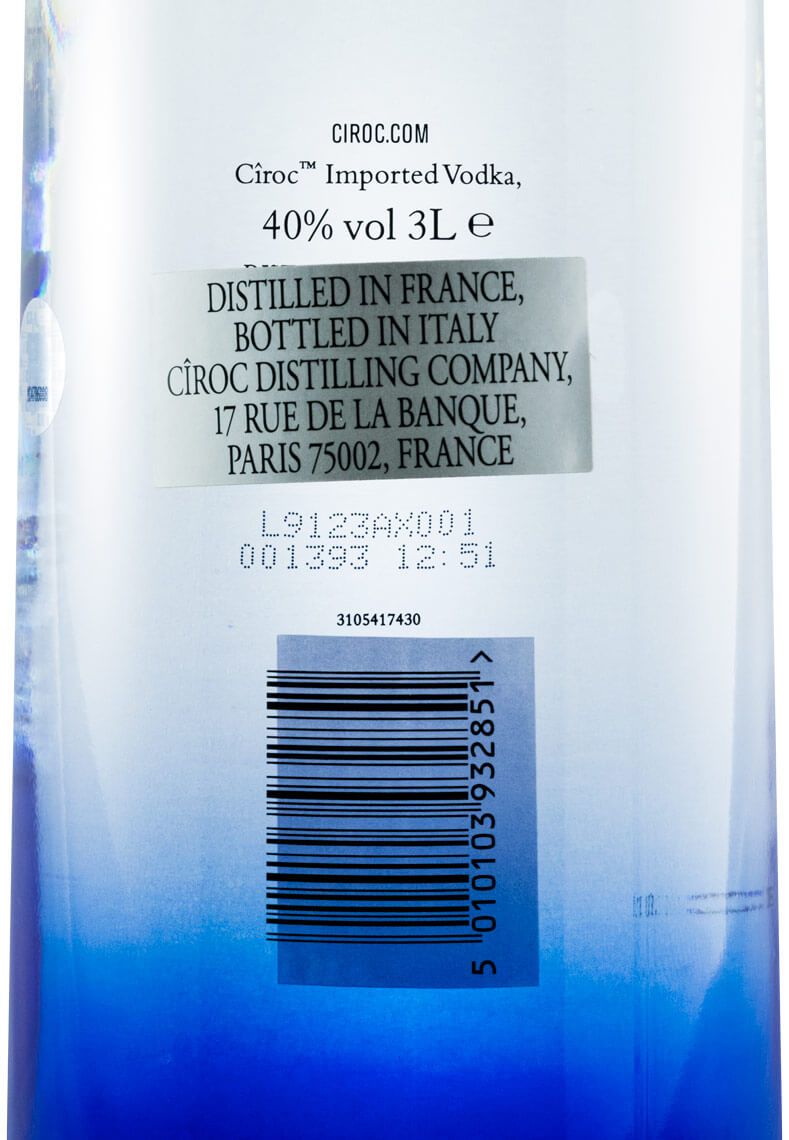 CIROC.COM
Cîroc™ Imported Vodka,
40% vol 3L ℮
DISTILLED IN FRANCE,
BOTTLED IN ITALY
CÎROC DISTILLING COMPANY,
17 RUE DE LA BANQUE,
PARIS 75002, FRANCE
L9123AX001
001393 12:51
3105417430
5 010103 932851 >